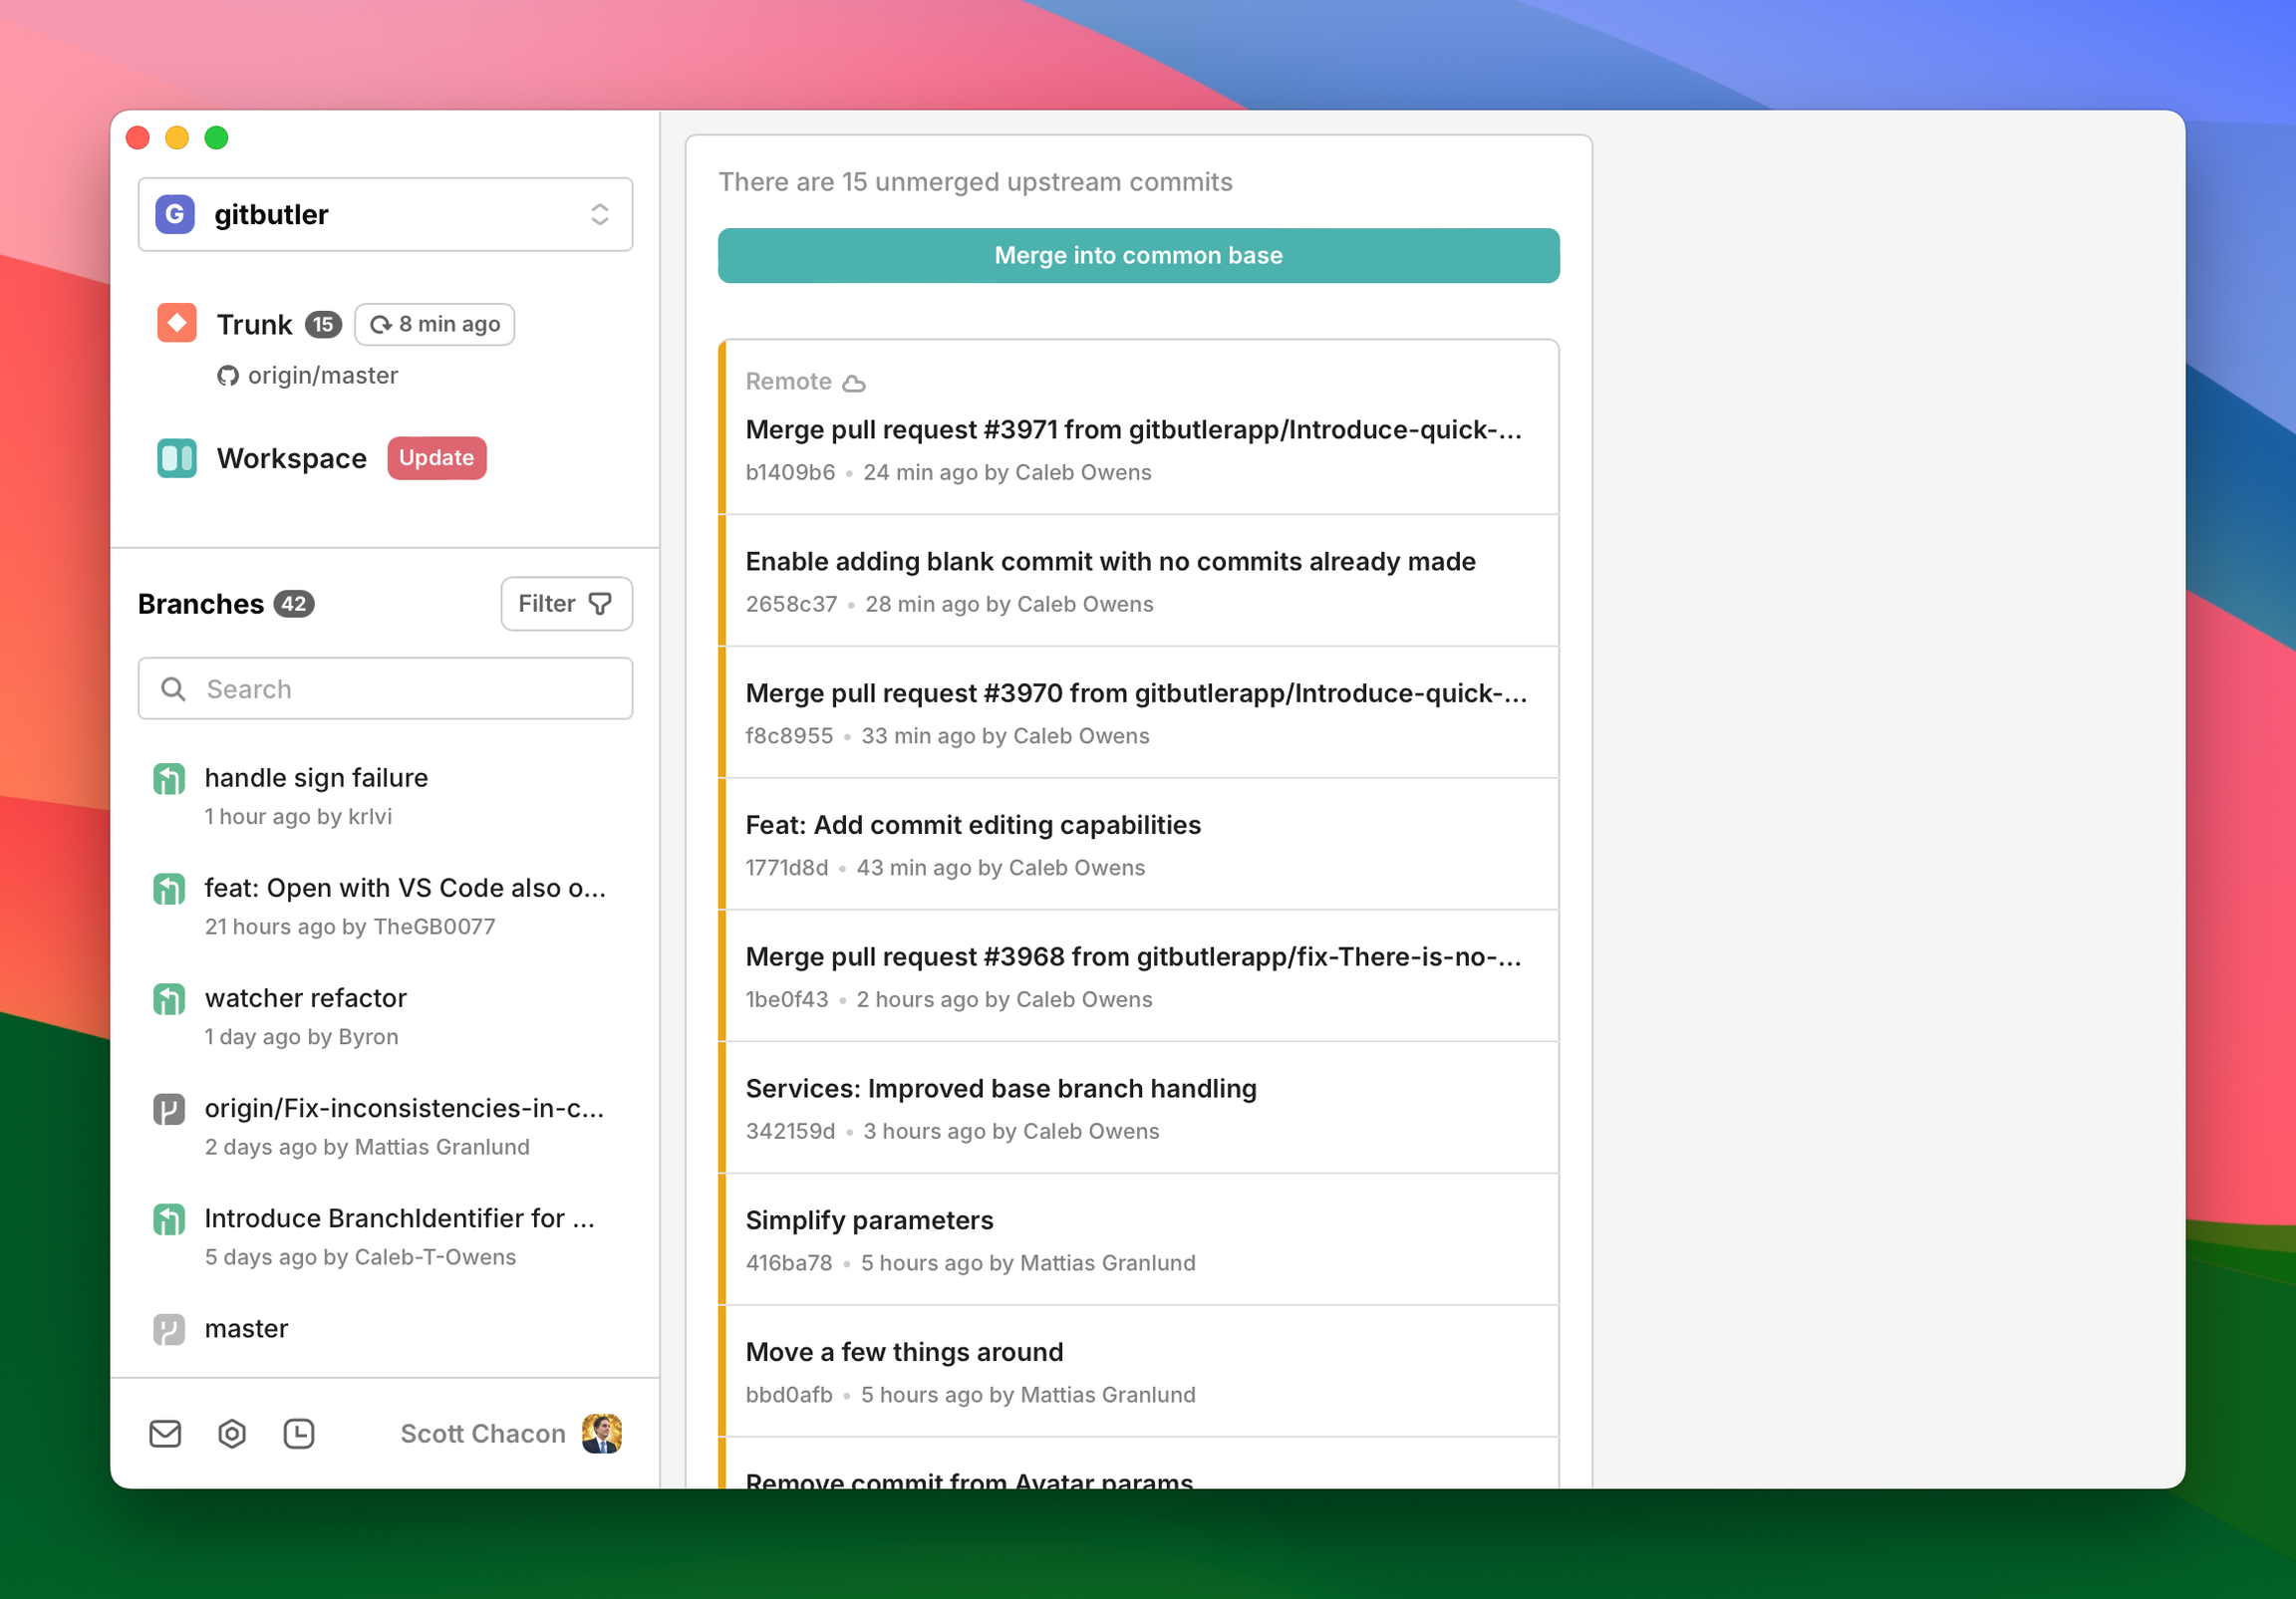 G gitbutler
Trunk 15 8 min ago
origin/master
Workspace Update
Branches 42 Filter
Search
handle sign failure
1 hour ago by krlvi
feat: Open with VS Code also o...
21 hours ago by TheGB0077
watcher refactor
1 day ago by Byron
origin/Fix-inconsistencies-in-c...
2 days ago by Mattias Granlund
Introduce BranchIdentifier for ...
5 days ago by Caleb-T-Owens
master
Scott Chacon
There are 15 unmerged upstream commits
Merge into common base
Remote
Merge pull request #3971 from gitbutlerapp/Introduce-quick-...
b1409b6 • 24 min ago by Caleb Owens
Enable adding blank commit with no commits already made
2658c37 • 28 min ago by Caleb Owens
Merge pull request #3970 from gitbutlerapp/Introduce-quick-...
f8c8955 • 33 min ago by Caleb Owens
Feat: Add commit editing capabilities
1771d8d • 43 min ago by Caleb Owens
Merge pull request #3968 from gitbutlerapp/fix-There-is-no-...
1be0f43 • 2 hours ago by Caleb Owens
Services: Improved base branch handling
342159d • 3 hours ago by Caleb Owens
Simplify parameters
416ba78 • 5 hours ago by Mattias Granlund
Move a few things around
bbd0afb • 5 hours ago by Mattias Granlund
Remove commit from Avatar params